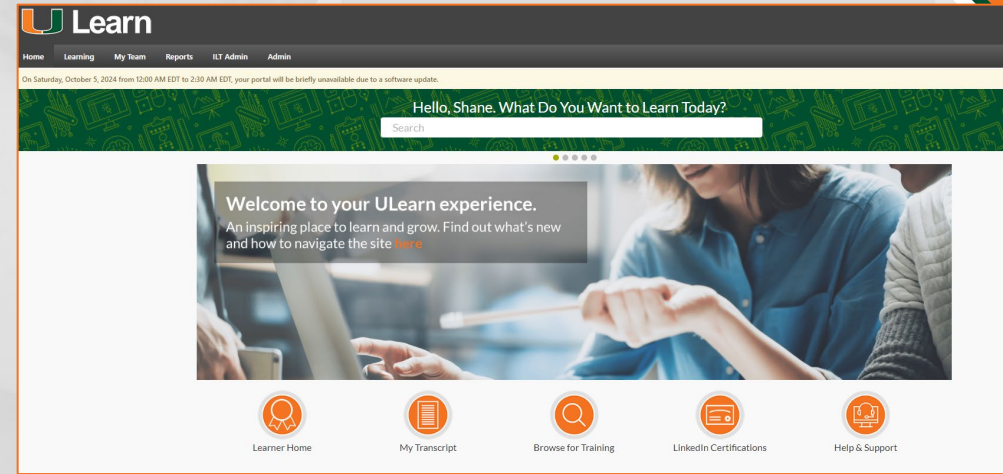 U Learn
Home Learning My Team Reports ILT Admin Admin
On Saturday, October 5, 2024 from 12:00 AM EDT to 2:30 AM EDT, your portal will be briefly unavailable due to a software update.
Hello, Shane. What Do You Want to Learn Today?
Search
Welcome to your ULearn experience.
An inspiring place to learn and grow. Find out what's new
and how to navigate the site here
Learner Home My Transcript Browse for Training LinkedIn Certifications Help & Support